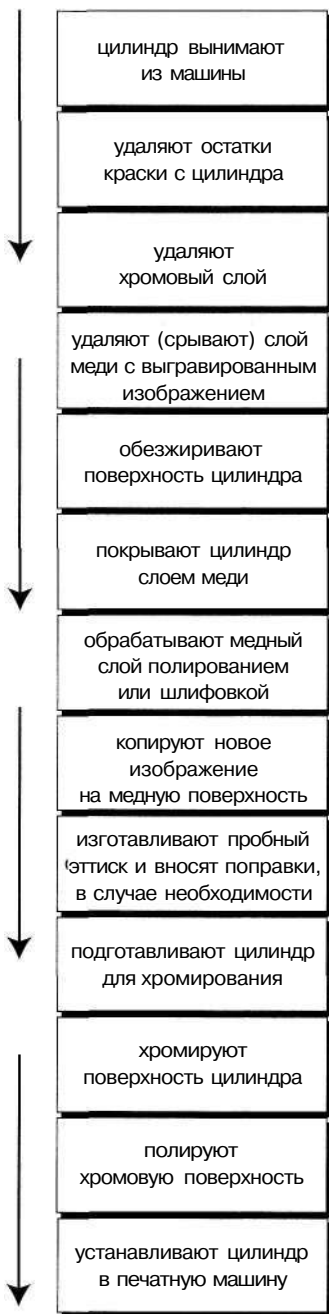 цилиндр вынимают
из машины
удаляют остатки
краски с цилиндра
удаляют
хромовый слой
удаляют (срывают) слой
меди с выгравированным
изображением
обезжиривают
поверхность цилиндра
покрывают цилиндр
слоем меди
обрабатывают медный
слой полированием
или шлифовкой
копируют новое
изображение
на медную поверхность
изготавливают пробный
эттиск и вносят поправки,
в случае необходимости
подготавливают цилиндр
для хромирования
хромируют
поверхность цилиндра
полируют
хромовую поверхность
устанавливают цилиндр
в печатную машину